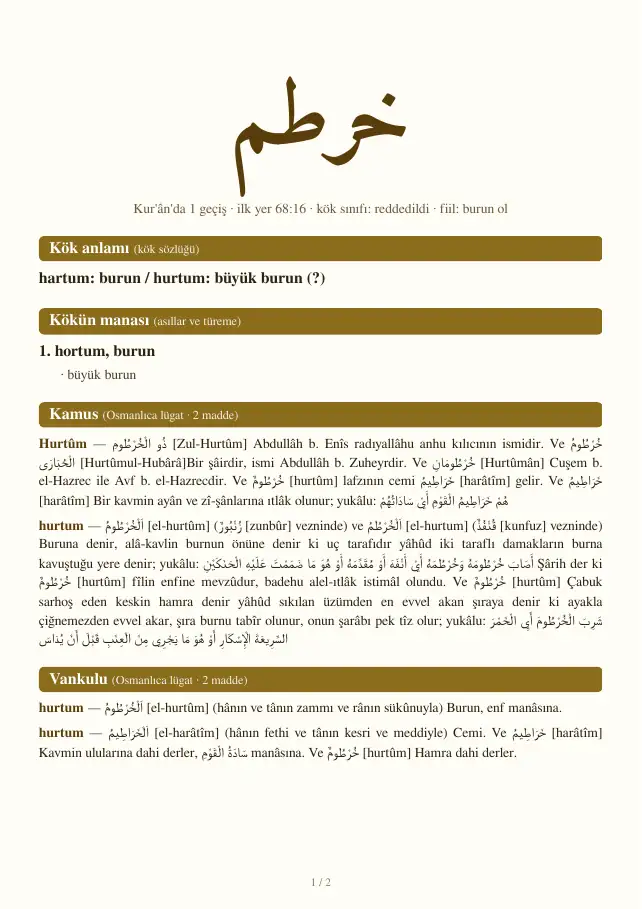 خرطم
Kur'ân'da 1 geçiş · ilk yer 68:16 · kök sınıfı: reddedildi · fiil: burun ol
Kök anlamı (kök sözlüğü)
hartum: burun / hurtum: büyük burun (?)
Kökün manası (asıllar ve türeme)
1. hortum, burun
· büyük burun
Kamus (Osmanlıca lügat · 2 madde)
Hurtûm — ذُو الْخُرْطُومِ [Zul-Hurtûm] Abdullâh b. Enîs radıyallâhu anhu kılıcının ismidir. Ve خُرْطُومُ
الْحُبَارَى [Hurtûmul-Hubârâ]Bir şâirdir, ismi Abdullâh b. Zuheyrdir. Ve خُرْطُومَانِ [Hurtûmân] Cuşem b.
el-Hazrec ile Avf b. el-Hazrecdir. Ve خُرْطُومٌ [hurtûm] lafzının cemi خَرَاطِيمُ [harâtîm] gelir. Ve خَرَاطِيمُ
[harâtîm] Bir kavmin ayân ve zî-şânlarına ıtlâk olunur; yukâlu: هُمْ خَرَاطِيمُ الْقَوْمِ أَيْ سَادَاتُهُمْ
hurtum — اَلْخُرْطُومُ [el-hurtûm] (زُنْبُورٌ [zunbûr] vezninde) ve اَلْخُرْطُمُ [el-hurtum] (قُنْفُذٌ [kunfuz] vezninde)
Buruna denir, alâ-kavlin burnun önüne denir ki uç tarafıdır yâhûd iki taraflı damakların burna
kavuştuğu yere denir; yukâlu: أَصَابَ خُرْطُومَهُ وَخُرْطُمَهُ أَيْ أَنْفَهُ أَوْ مُقَدَّمَهُ أَوْ هُوَ مَا ضَمَمْتَ عَلَيْهِ الْحَنَكَيْنِ Şârih der ki
خُرْطُومٌ [hurtûm] fîlin enfine mevzûdur, badehu alel-ıtlâk istimâl olundu. Ve خُرْطُومٌ [hurtûm] Çabuk
sarhoş eden keskin hamra denir yâhûd sıkılan üzümden en evvel akan şıraya denir ki ayakla
çiğnemezden evvel akar, şıra burnu tabîr olunur, onun şarâbı pek tîz olur; yukâlu: شَرِبَ الْخُرْطُومَ أَيِ الْخَمْرَ
السَّرِيعَةَ الْإِسْكَارِ أَوْ هُوَ مَا يَجْرِي مِنَ الْعِنَبِ قَبْلَ أَنْ يُدَاسَ
Vankulu (Osmanlıca lügat · 2 madde)
hurtum — اَلْخُرْطُومُ [el-hurtûm] (hânın ve tânın zammı ve rânın sükûnuyla) Burun, enf manâsına.
hurtum — اَلْخَرَاطِيمُ [el-harâtîm] (hânın fethi ve tânın kesri ve meddiyle) Cemi. Ve خَرَاطِيمُ [harâtîm]
Kavmin ulularına dahi derler, سَادَةُ الْقَوْمِ manâsına. Ve خُرْطُومٌ [hurtûm] Hamra dahi derler.
1 / 2